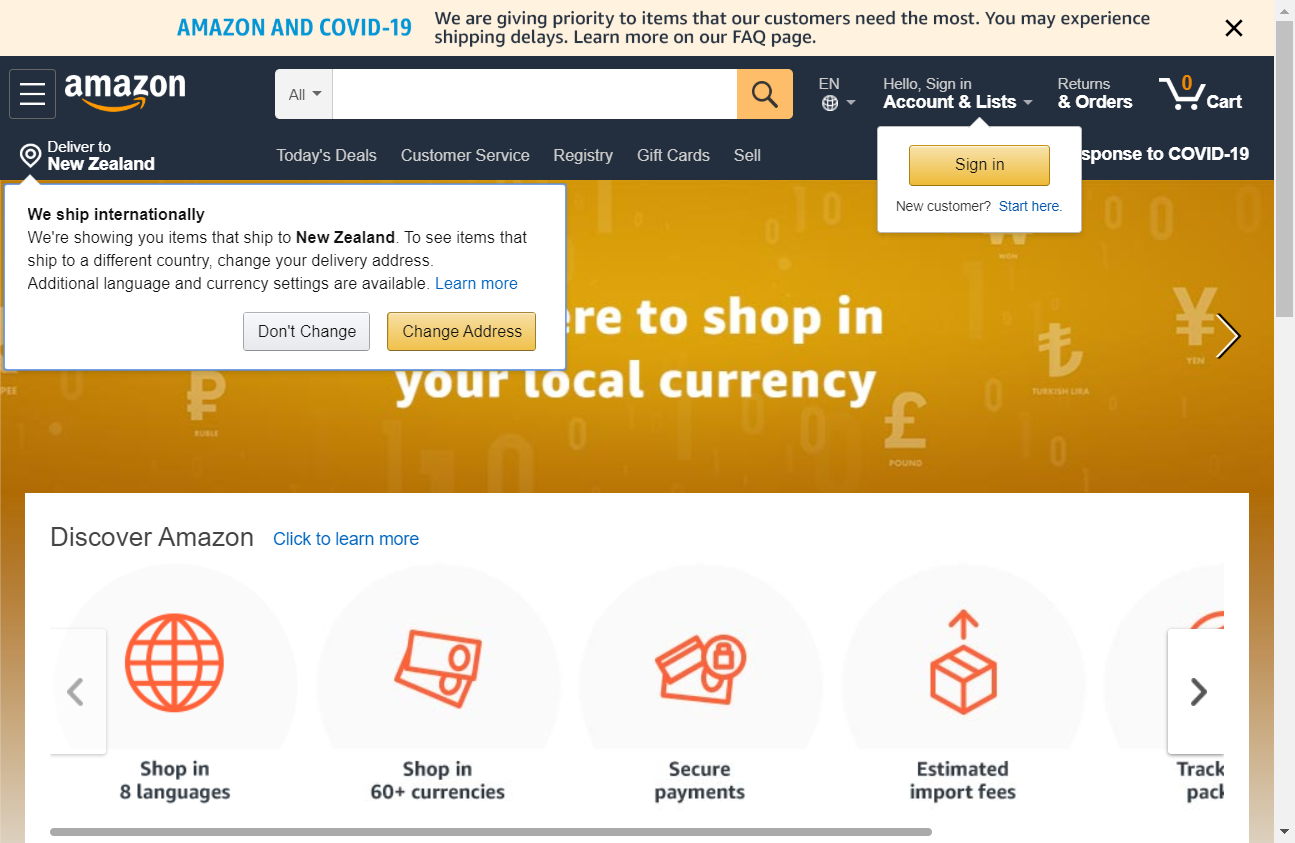 AMAZON AND COVID-19
We are giving priority to items that our customers need the most. You may experience
shipping delays. Learn more on our FAQ page.
amazon
All
EN
Hello, Sign in
Account & Lists
Returns
& Orders
0
Cart
Deliver to
New Zealand
Today's Deals
Customer Service
Registry
Gift Cards
Sell
sponse to COVID-19
Sign in
New customer? Start here.
We ship internationally
We're showing you items that ship to New Zealand. To see items that
ship to a different country, change your delivery address.
Additional language and currency settings are available. Learn more
Don't Change
Change Address
ere to shop in
your local currency
WON
¥
YEN
₺
TURKISH LIRA
PEE
₽
RUBLE
£
POUND
Discover Amazon
Click to learn more
Shop in
8 languages
Shop in
60+ currencies
Secure
payments
Estimated
import fees
Track
pack